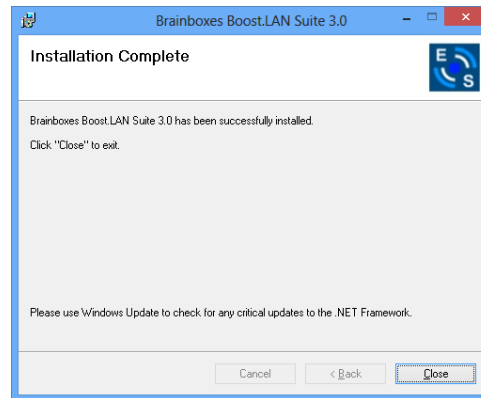 Brainboxes Boost.LAN Suite 3.0
Installation Complete
E
S
Brainboxes Boost.LAN Suite 3.0 has been successfully installed.
Click "Close" to exit.
Please use Windows Update to check for any critical updates to the .NET Framework.
Cancel
< Back
Close